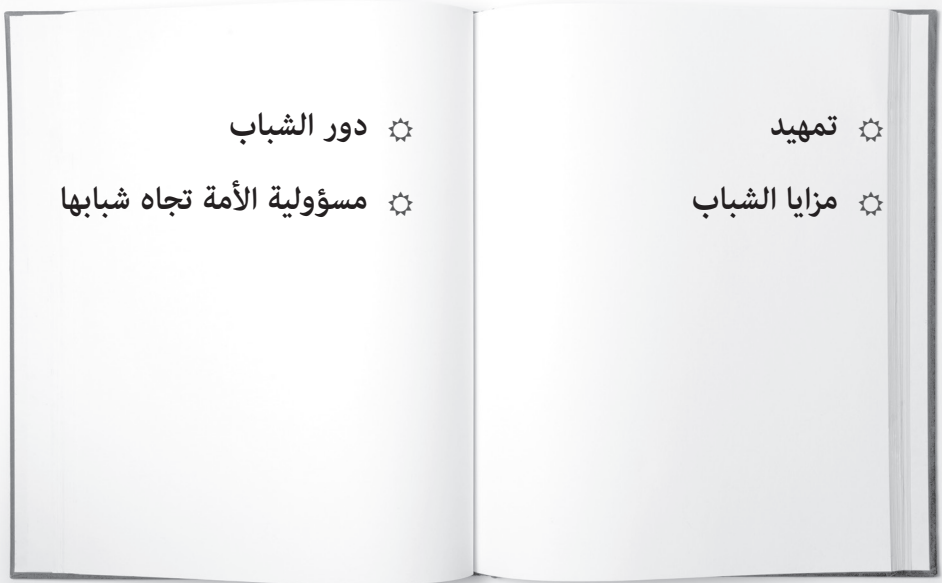 تمهيد
مزايا الشباب
دور الشباب
مسؤولية الأمة تجاه شبابها